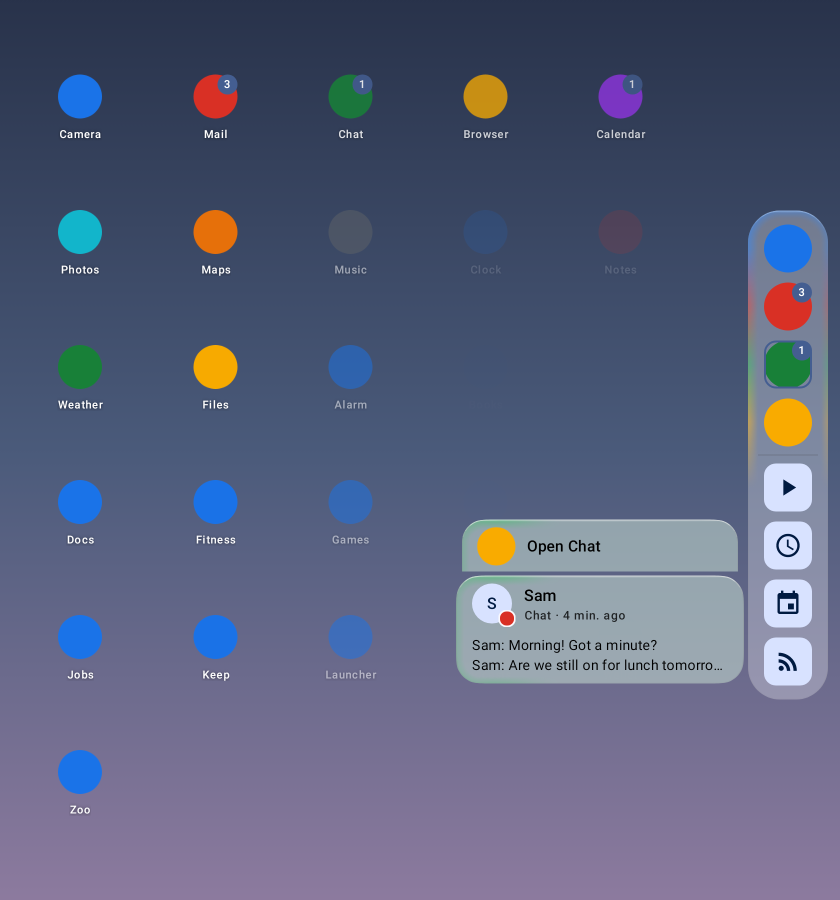 3
1
1
Camera
Mail
Chat
Browser
Calendar
Photos
Maps
Music
Clock
Notes
3
1
Weather
Files
Alarm
Docs
Fitness
Games
Open Chat
S
Sam
Chat · 4 min. ago
Sam: Morning! Got a minute?
Sam: Are we still on for lunch tomorro…
Jobs
Keep
Launcher
Zoo